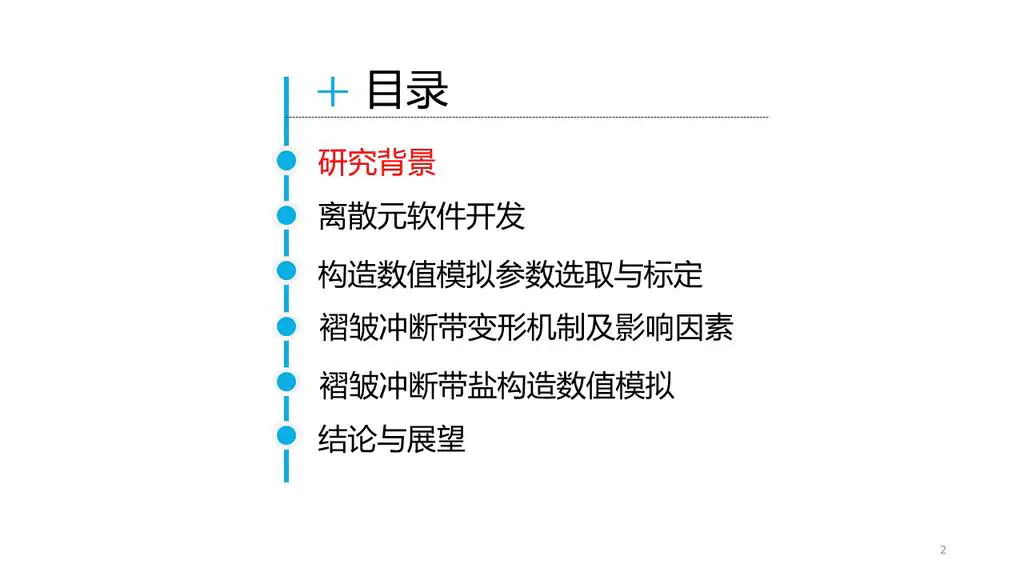 目录
研究背景
离散元软件开发
构造数值模拟参数选取与标定
褶皱冲断带变形机制及影响因素
褶皱冲断带盐构造数值模拟
结论与展望
2